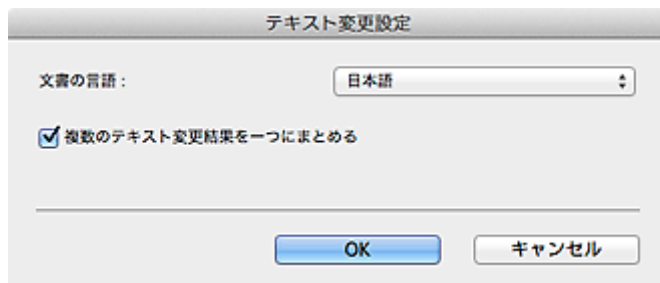 テキスト変更設定
文書の言語： 日本語
複数のテキスト変更結果を一つにまとめる
OK キャンセル